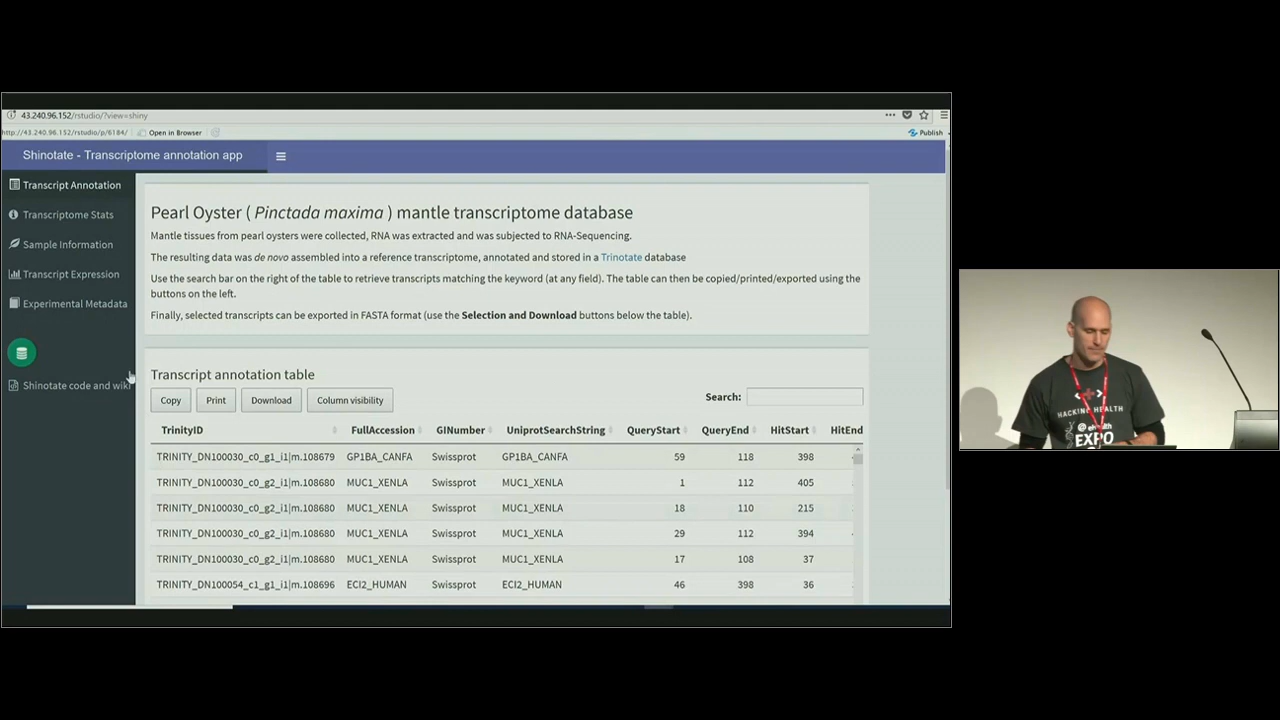 43.240.96.152/rstudio/?view=shiny
http://43.240.96.152/rstudio/p/6184/ Open in Browser
Publish
Shinotate - Transcriptome annotation app
Transcript Annotation
Transcriptome Stats
Sample Information
Transcript Expression
Experimental Metadata
Shinotate code and wiki
Pearl Oyster ( Pinctada maxima ) mantle transcriptome database
Mantle tissues from pearl oysters were collected, RNA was extracted and was subjected to RNA-Sequencing.
The resulting data was de novo assembled into a reference transcriptome, annotated and stored in a Trinotate database
Use the search bar on the right of the table to retrieve transcripts matching the keyword (at any field). The table can then be copied/printed/exported using the
buttons on the left.
Finally, selected transcripts can be exported in FASTA format (use the Selection and Download buttons below the table).
Transcript annotation table
Copy Print Download Column visibility Search:
TrinityID FullAccession GINumber UniprotSearchString QueryStart QueryEnd HitStart HitEnd
TRINITY_DN100030_c0_g1_i1|m.108679 GP1BA_CANFA Swissprot GP1BA_CANFA 59 118 398
TRINITY_DN100030_c0_g2_i1|m.108680 MUC1_XENLA Swissprot MUC1_XENLA 1 112 405
TRINITY_DN100030_c0_g2_i1|m.108680 MUC1_XENLA Swissprot MUC1_XENLA 18 110 215
TRINITY_DN100030_c0_g2_i1|m.108680 MUC1_XENLA Swissprot MUC1_XENLA 29 112 394
TRINITY_DN100030_c0_g2_i1|m.108680 MUC1_XENLA Swissprot MUC1_XENLA 17 108 37
TRINITY_DN100054_c1_g1_i1|m.108696 ECI2_HUMAN Swissprot ECI2_HUMAN 46 398 36
HACKING HEALTH
@ eHealth
EXPO